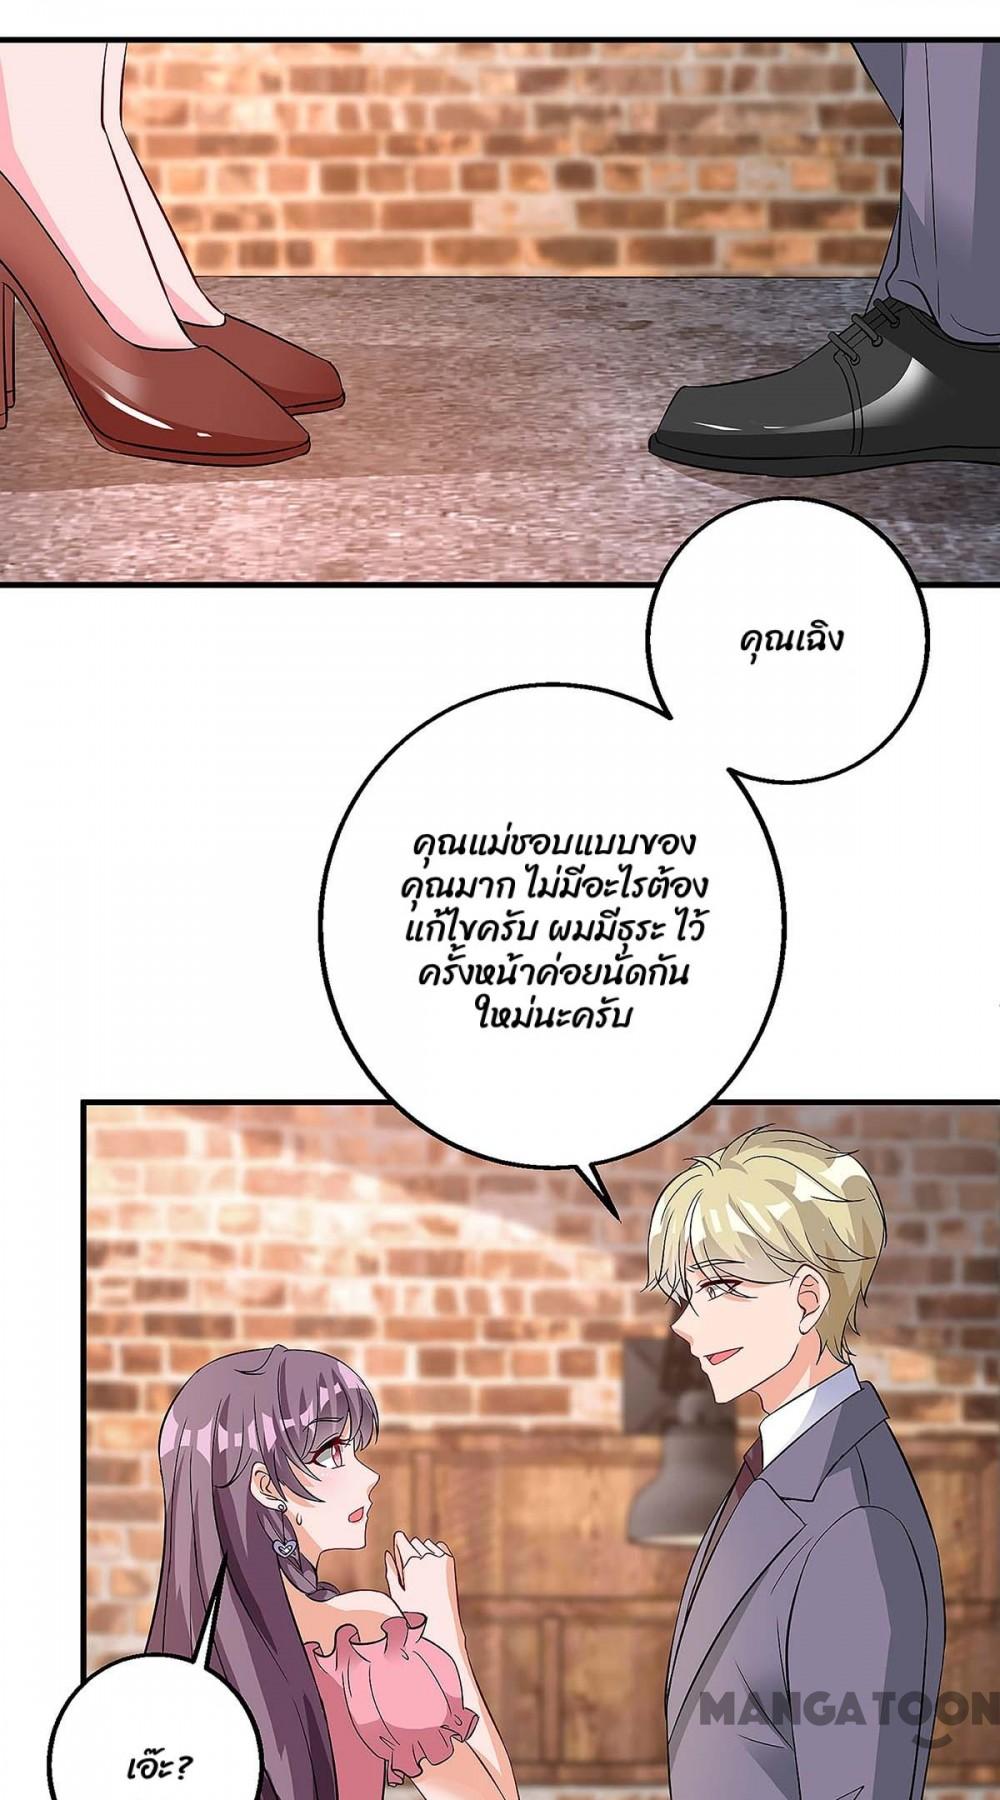 คุณเฉิง
คุณแม่ชอบแบบของ
คุณมาก ไม่มีอะไรต้อง
แก้ไขครับ ผมมีธุระ ไว้
ครั้งหน้าค่อยนัดกัน
ใหม่นะครับ
เอ๊ะ?
MANGATOON